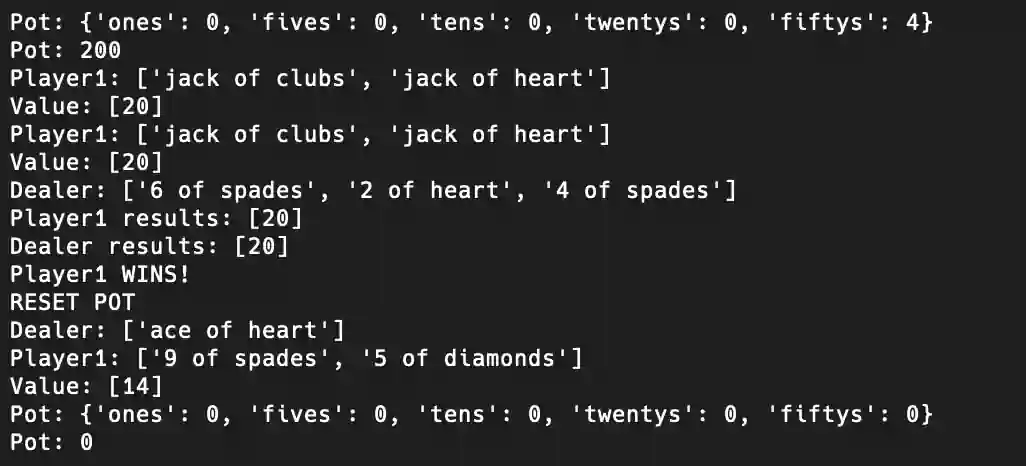 Pot: {'ones': 0, 'fives': 0, 'tens': 0, 'twentys': 0, 'fiftys': 4}
Pot: 200
Player1: ['jack of clubs', 'jack of heart']
Value: [20]
Player1: ['jack of clubs', 'jack of heart']
Value: [20]
Dealer: ['6 of spades', '2 of heart', '4 of spades']
Player1 results: [20]
Dealer results: [20]
Player1 WINS!
RESET POT
Dealer: ['ace of heart']
Player1: ['9 of spades', '5 of diamonds']
Value: [14]
Pot: {'ones': 0, 'fives': 0, 'tens': 0, 'twentys': 0, 'fiftys': 0}
Pot: 0